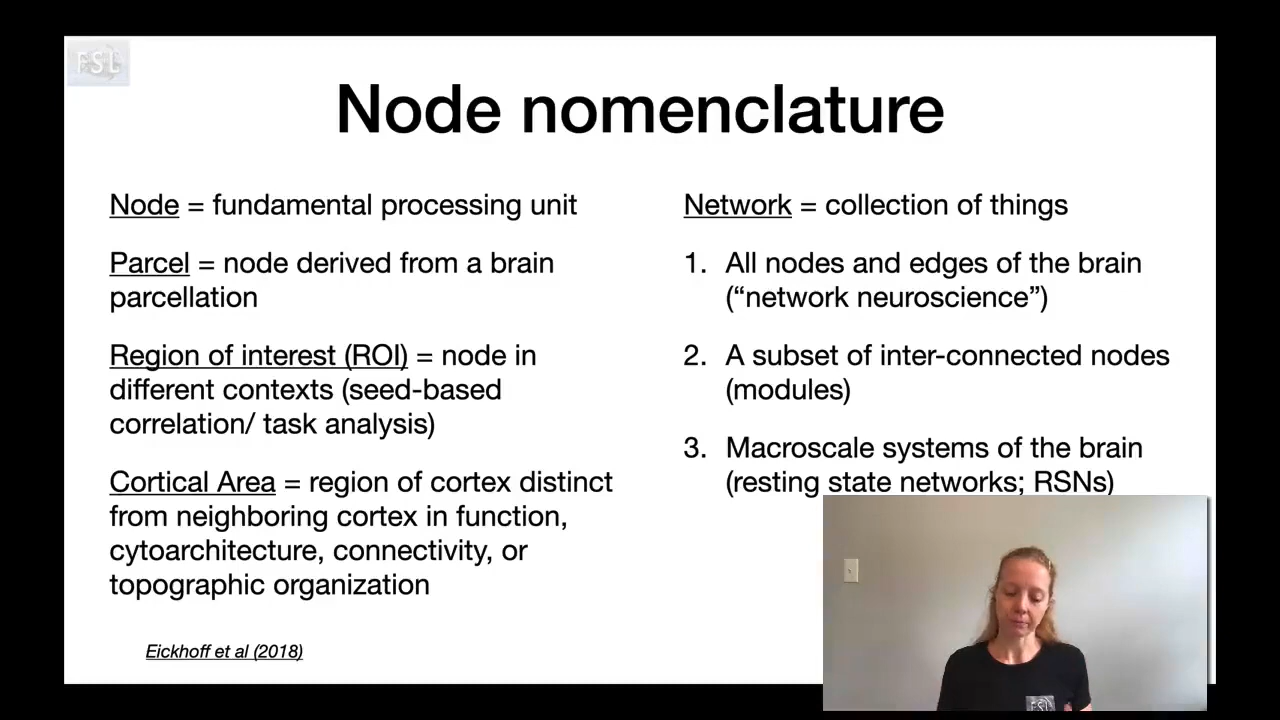 FSL
Node nomenclature
Node = fundamental processing unit
Parcel = node derived from a brain
parcellation
Region of interest (ROI) = node in
different contexts (seed-based
correlation/ task analysis)
Cortical Area = region of cortex distinct
from neighboring cortex in function,
cytoarchitecture, connectivity, or
topographic organization
Eickhoff et al (2018)
Network = collection of things
1. All nodes and edges of the brain
(“network neuroscience”)
2. A subset of inter-connected nodes
(modules)
3. Macroscale systems of the brain
(resting state networks; RSNs)
FSL